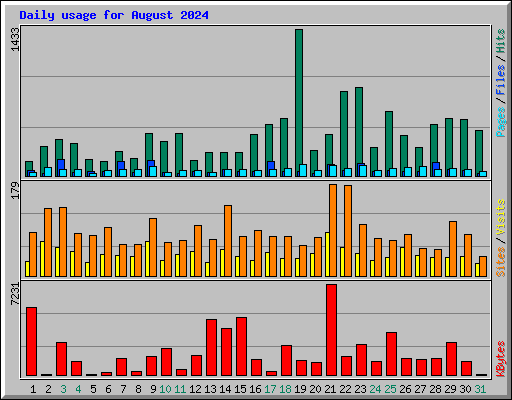 Daily usage for August 2024
1433
Pages / Files / Hits
179
Sites / Visits
7231
KBytes
1 2 3 4 5 6 7 8 9 10 11 12 13 14 15 16 17 18 19 20 21 22 23 24 25 26 27 28 29 30 31